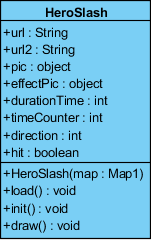 HeroSlash
+url : String
+url2 : String
+pic : object
+effectPic : object
+durationTime : int
+timeCounter : int
+direction : int
+hit : boolean
+HeroSlash(map : Map1)
+load() : void
+init() : void
+draw() : void